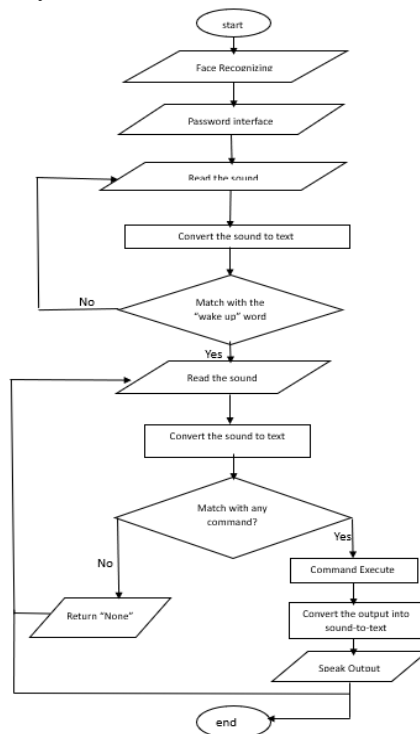 start
Face Recognizing
Password interface
Read the sound
Convert the sound to text
Match with the
"wake up" word
No
Yes
Read the sound
Convert the sound to text
Match with any
command?
No
Yes
Return "None"
Command Execute
Convert the output into
sound-to-text
Speak Output
end